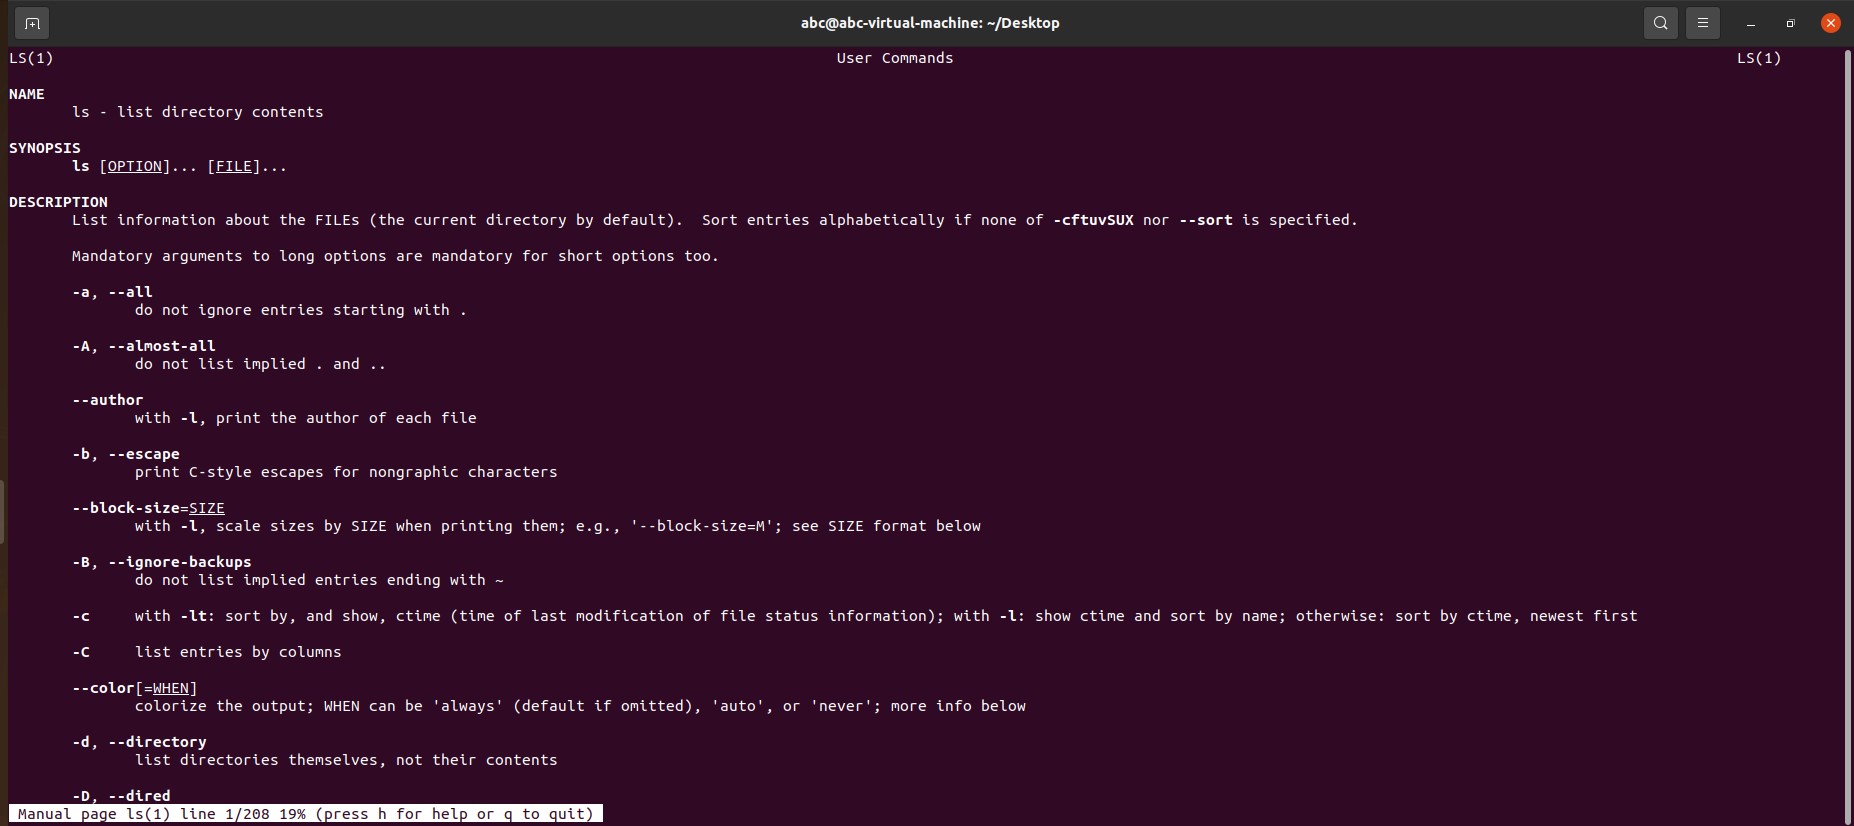 abc@abc-virtual-machine: ~/Desktop
LS(1) User Commands LS(1)
NAME
ls - list directory contents
SYNOPSIS
ls [OPTION]... [FILE]...
DESCRIPTION
List information about the FILEs (the current directory by default).  Sort entries alphabetically if none of -cftuvSUX nor --sort is specified.
Mandatory arguments to long options are mandatory for short options too.
-a, --all
do not ignore entries starting with .
-A, --almost-all
do not list implied . and ..
--author
with -l, print the author of each file
-b, --escape
print C-style escapes for nongraphic characters
--block-size=SIZE
with -l, scale sizes by SIZE when printing them; e.g., '--block-size=M'; see SIZE format below
-B, --ignore-backups
do not list implied entries ending with ~
-c     with -lt: sort by, and show, ctime (time of last modification of file status information); with -l: show ctime and sort by name; otherwise: sort by ctime, newest first
-C     list entries by columns
--color[=WHEN]
colorize the output; WHEN can be 'always' (default if omitted), 'auto', or 'never'; more info below
-d, --directory
list directories themselves, not their contents
-D, --dired
Manual page ls(1) line 1/208 19% (press h for help or q to quit)